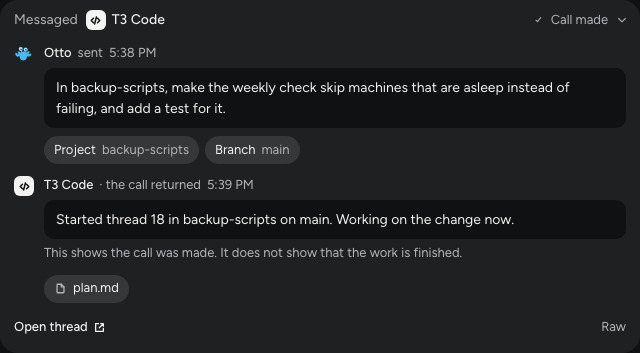 Messaged T3 Code Call made
Otto sent 5:38 PM
In backup-scripts, make the weekly check skip machines that are asleep instead of
failing, and add a test for it.
Project backup-scripts Branch main
T3 Code · the call returned 5:39 PM
Started thread 18 in backup-scripts on main. Working on the change now.
This shows the call was made. It does not show that the work is finished.
plan.md
Open thread Raw